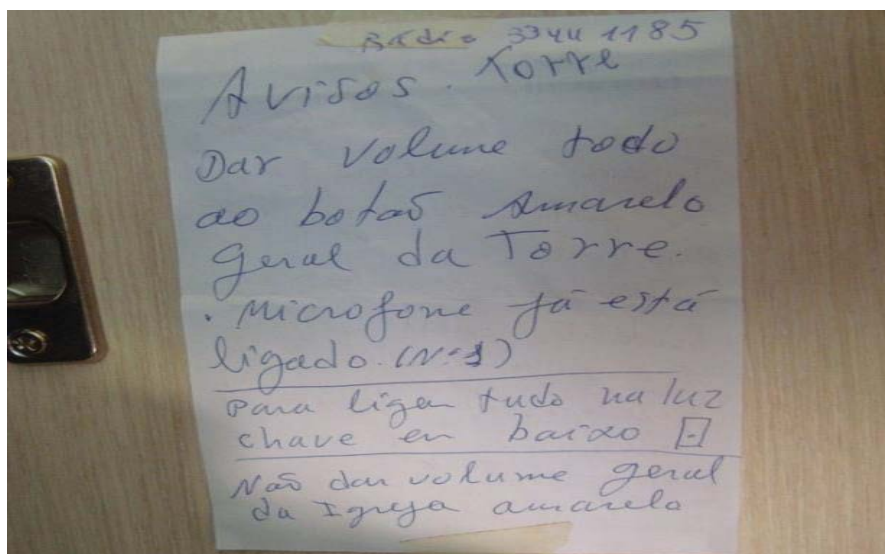 Rádio 3344 1185
Avisos. Torre
Dar volume todo
ao botão Amarelo
geral da Torre.
. Microfone já está
ligado. (Nº1)
Para ligar tudo na luz
chave em baixo [-]
Não dar volume geral
da Igreja amarelo